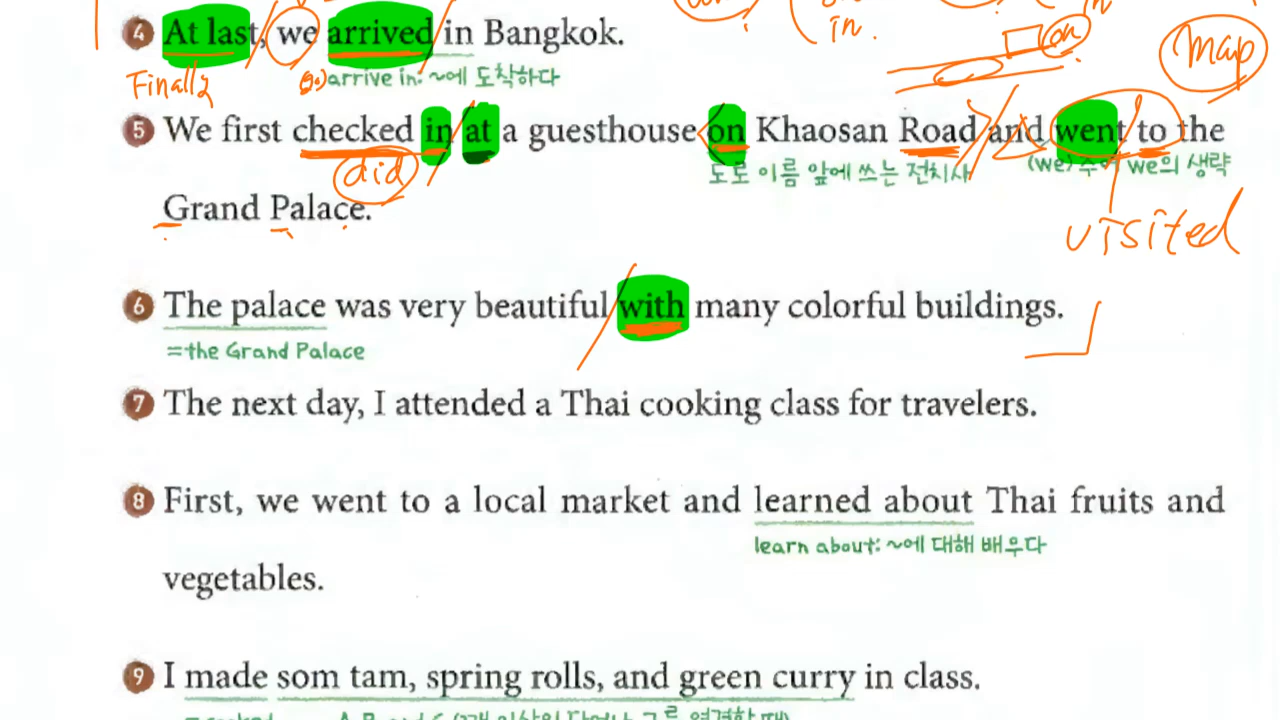 in.
on
map
④ At last, we arrived in Bangkok.
Finally
arrive in: ~에 도착하다
⑤ We first checked in at a guesthouse on Khaosan Road and went to the
did
도로 이름 앞에 쓰는 전치사
(we) we의 생략
Grand Palace.
visited
⑥ The palace was very beautiful with many colorful buildings.
=the Grand Palace
⑦ The next day, I attended a Thai cooking class for travelers.
⑧ First, we went to a local market and learned about Thai fruits and
learn about: ~에 대해 배우다
vegetables.
⑨ I made som tam, spring rolls, and green curry in class.